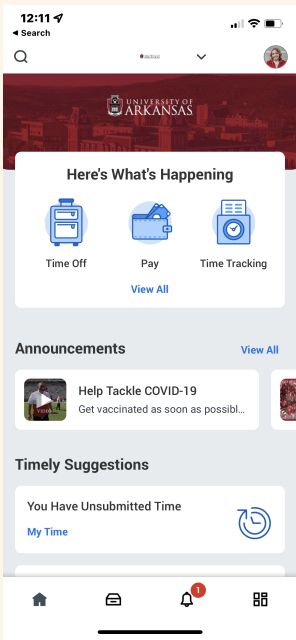 12:11
◄ Search
UNIVERSITY OF
ARKANSAS
Here's What's Happening
Time Off
Pay
Time Tracking
View All
Announcements
View All
Help Tackle COVID-19
Get vaccinated as soon as possibl...
Timely Suggestions
You Have Unsubmitted Time
My Time
1